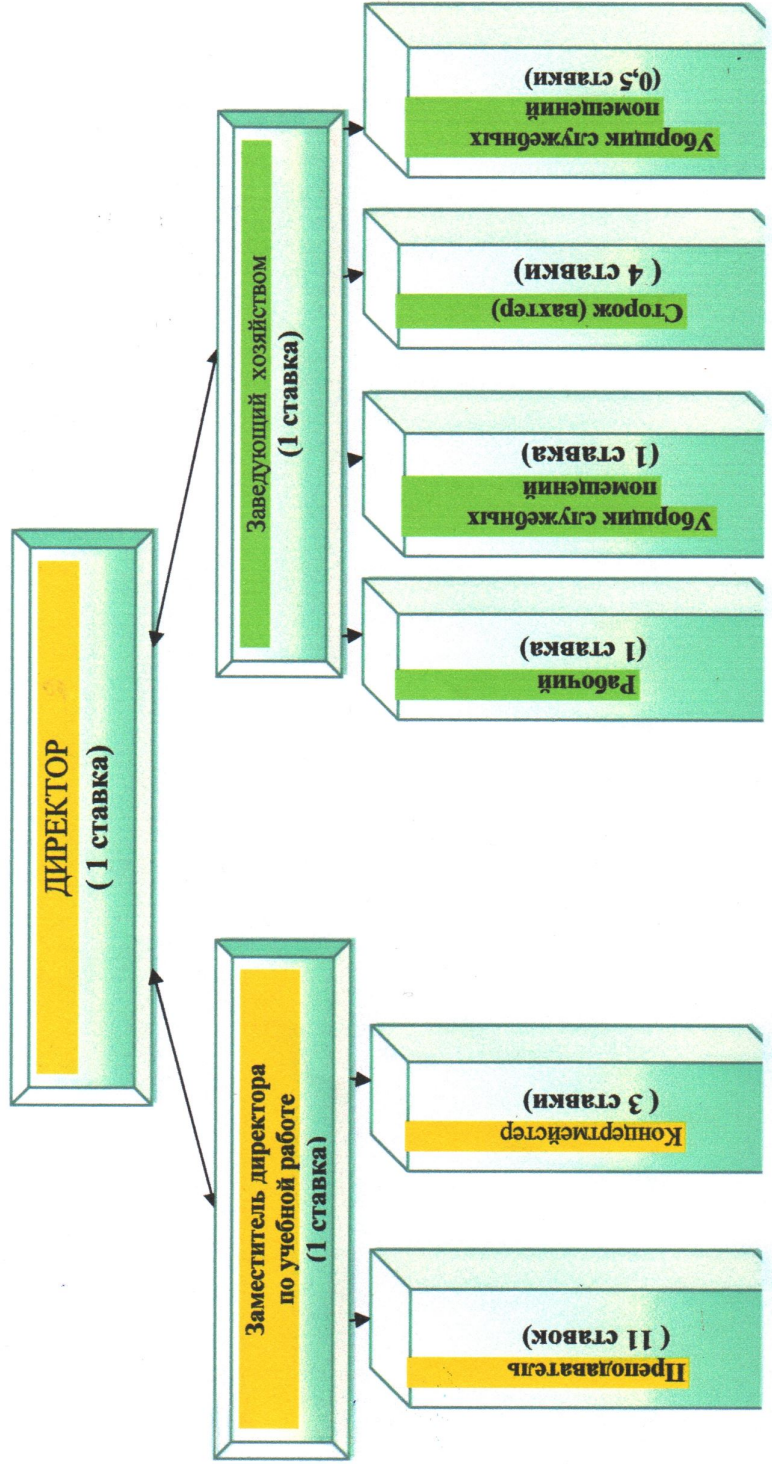 ДИРЕКТОР
( 1 ставка)
Заместитель директора
по учебной работе
(1 ставка)
Заведующий хозяйством
(1 ставка)
Преподаватель
( 11 ставок)
Концертмейстер
( 3 ставки)
Рабочий
(1 ставка)
Уборщик служебных
помещений
(1 ставка)
Сторож (вахтер)
( 4 ставки)
Уборщик служебных
помещений
(0,5 ставки)